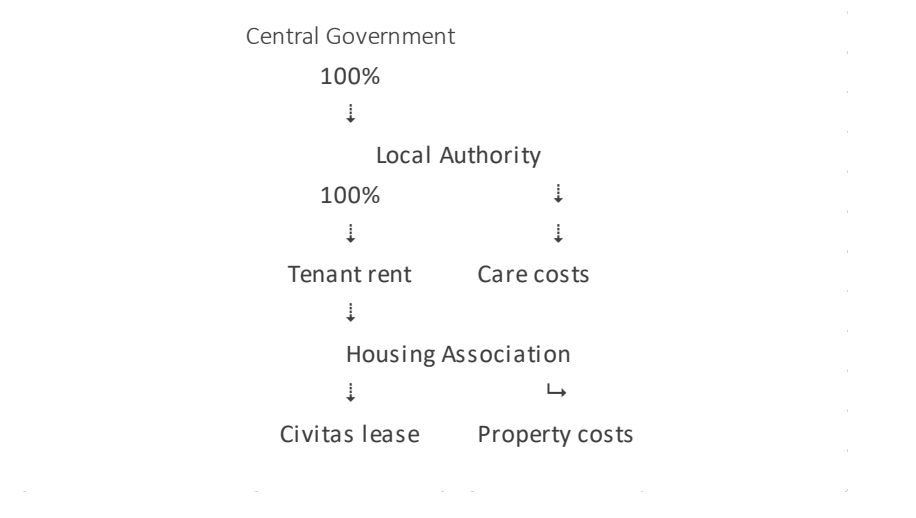 Central Government
100%
⇣
Local Authority
100% ⇣
⇣ ⇣
Tenant rent Care costs
⇣
Housing Association
⇣ ↳
Civitas lease Property costs